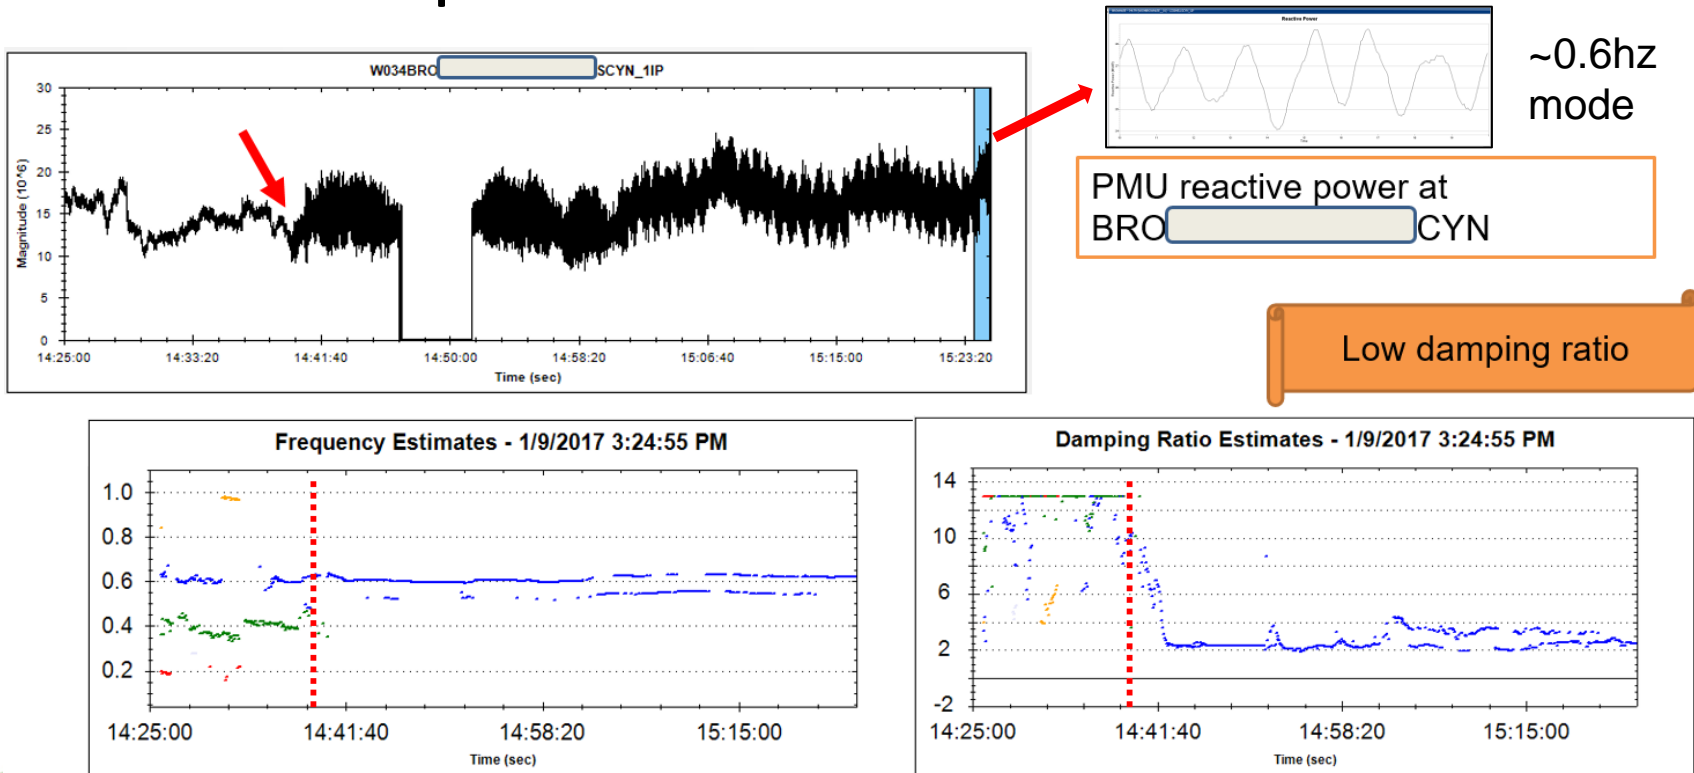 W034BRO SCYN_1IP
30
25
20
15
10
5
0
Magnitude (10^6)
14:25:00 14:33:20 14:41:40 14:50:00 14:58:20 15:06:40 15:15:00 15:23:20
Time (sec)
Reactive Power
Time
~0.6hz
mode
PMU reactive power at
BRO CYN
Low damping ratio
Frequency Estimates - 1/9/2017 3:24:55 PM
1.0
0.8
0.6
0.4
0.2
14:25:00 14:41:40 14:58:20 15:15:00
Time (sec)
Damping Ratio Estimates - 1/9/2017 3:24:55 PM
14
10
6
2
-2
14:25:00 14:41:40 14:58:20 15:15:00
Time (sec)